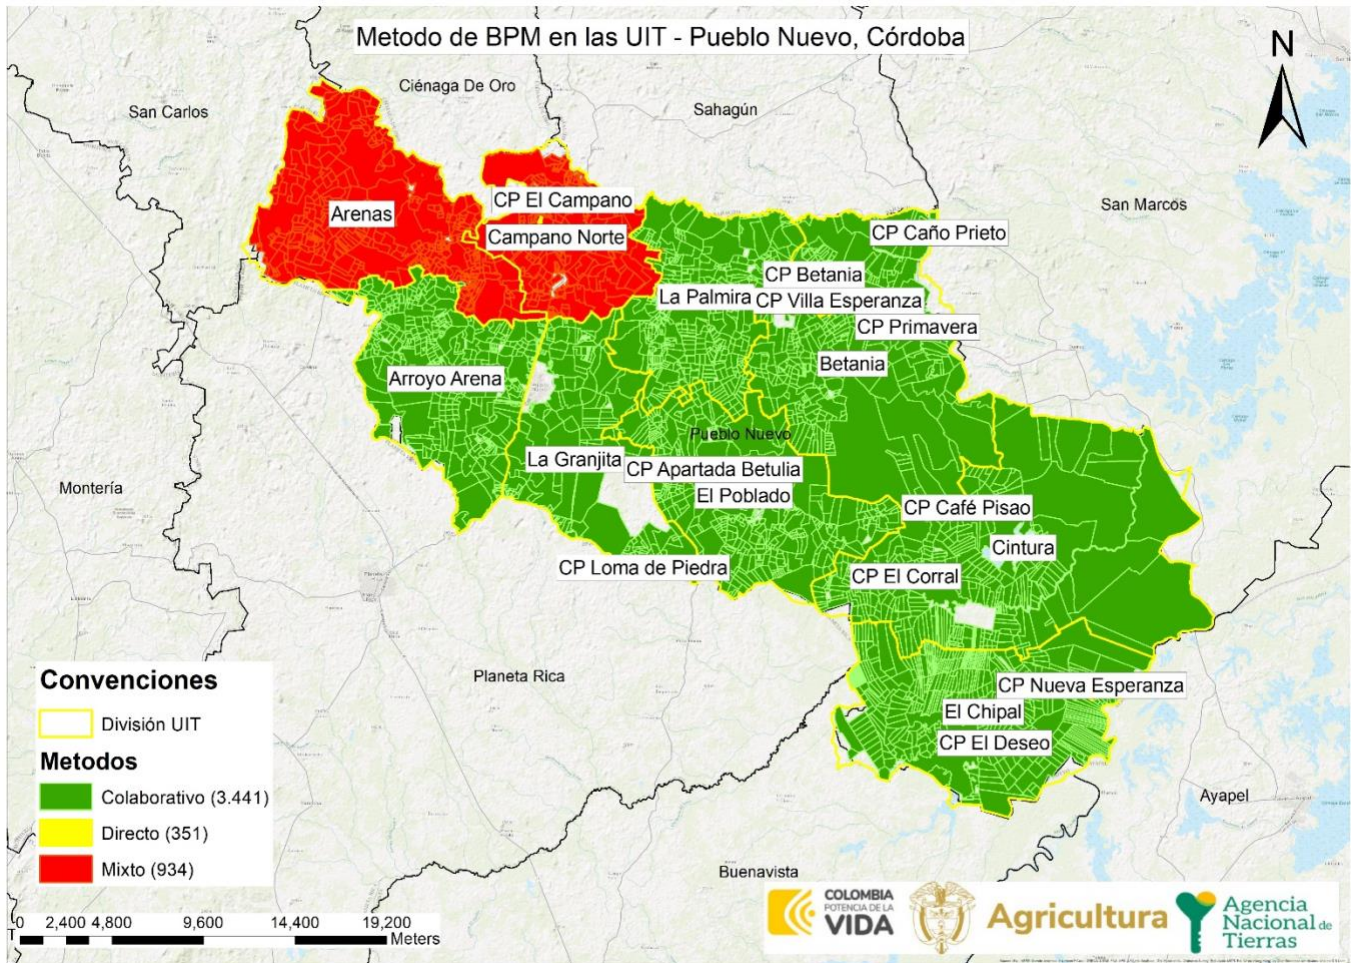 Metodo de BPM en las UIT - Pueblo Nuevo, Córdoba
N
Ciénaga De Oro
San Carlos
Sahagún
CP El Campano
San Marcos
Arenas
Campano Norte
CP Caño Prieto
CP Betania
La Palmira
CP Villa Esperanza
CP Primavera
Betania
Arroyo Arena
Pueblo Nuevo
La Granjita
CP Apartada Betulia
Montería
El Poblado
CP Café Pisao
Cintura
CP Loma de Piedra
CP El Corral
Planeta Rica
CP Nueva Esperanza
El Chipal
CP El Deseo
Ayapel
Buenavista
Convenciones
División UIT
Metodos
Colaborativo (3.441)
Directo (351)
Mixto (934)
0 2,400 4,800 9,600 14,400 19,200
Meters
COLOMBIA
POTENCIA DE LA
VIDA
Agricultura
Agencia
Nacional de
Tierras